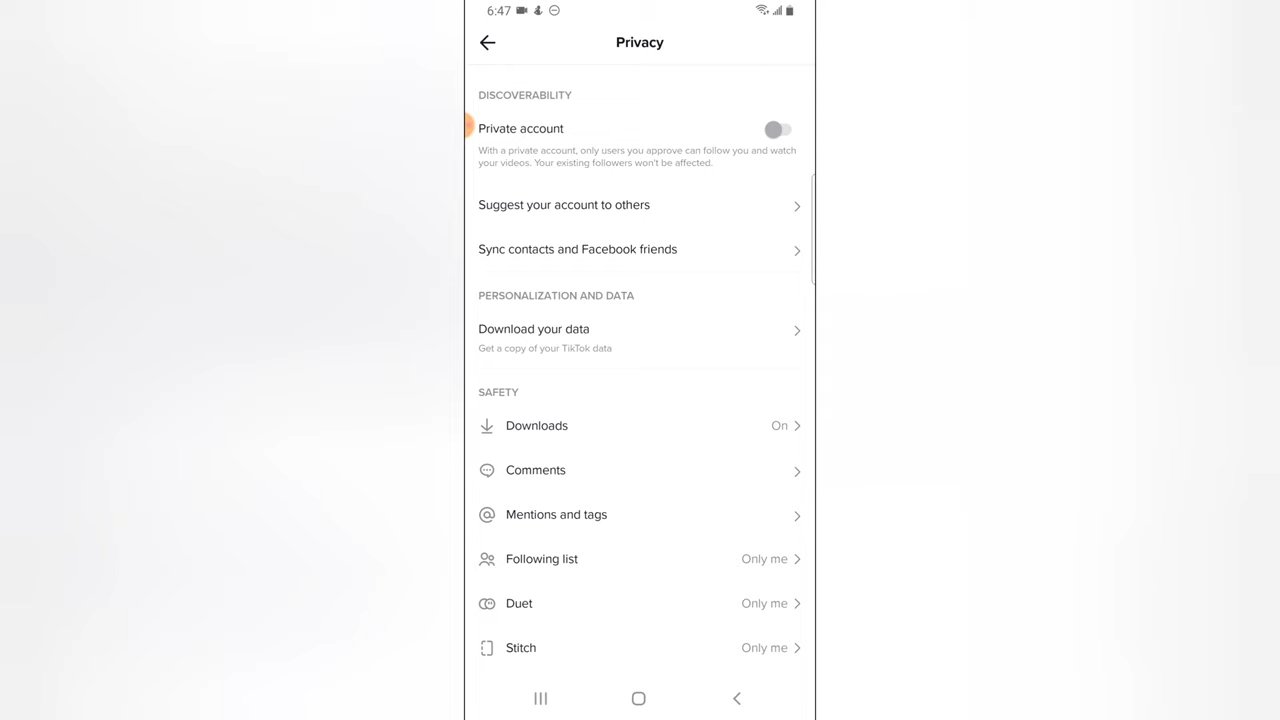 6:47
Privacy
DISCOVERABILITY
Private account
With a private account, only users you approve can follow you and watch
your videos. Your existing followers won't be affected.
Suggest your account to others
Sync contacts and Facebook friends
PERSONALIZATION AND DATA
Download your data
Get a copy of your TikTok data
SAFETY
Downloads On
Comments
Mentions and tags
Following list Only me
Duet Only me
Stitch Only me